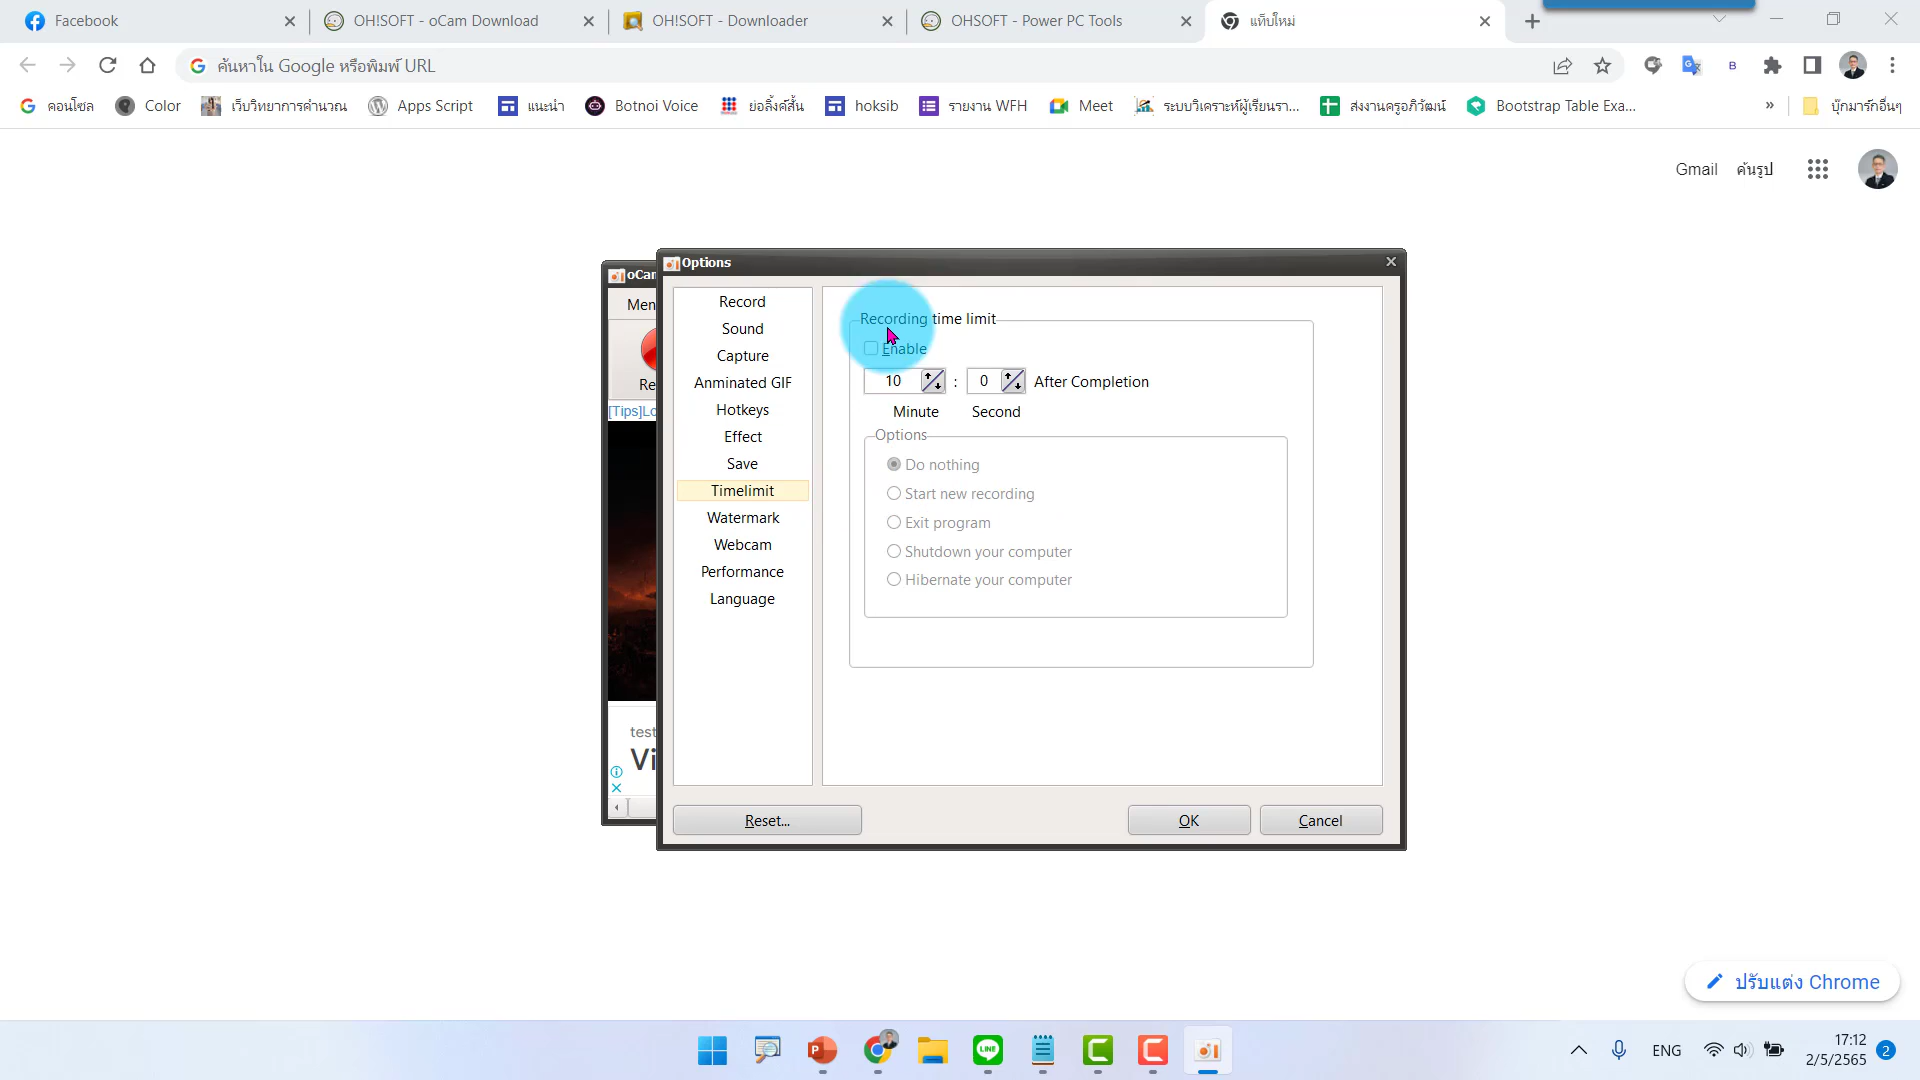 Facebook
OH!SOFT - oCam Download
OH!SOFT - Downloader
OHSOFT - Power PC Tools
แท็บใหม่
ค้นหาใน Google หรือพิมพ์ URL
คอนโซล
Color
เว็บวิทยาการคำนวณ
Apps Script
แนะนำ
Botnoi Voice
ย่อลิ้งค์สั้น
hoksib
รายงาน WFH
Meet
ระบบวิเคราะห์ผู้เรียนรา...
ส่งงานครูอภิวัฒน์
Bootstrap Table Exa...
»
บุ๊กมาร์กอื่นๆ
Gmail
ค้นรูป
oCam
Men
Re
[Tips]Lo
test
Vi
Options
Record
Sound
Capture
Anminated GIF
Hotkeys
Effect
Save
Timelimit
Watermark
Webcam
Performance
Language
Recording time limit
Enable
10 : 0 After Completion
Minute Second
Options
Do nothing
Start new recording
Exit program
Shutdown your computer
Hibernate your computer
Reset...
OK
Cancel
ปรับแต่ง Chrome
ENG
17:12
2/5/2565
2